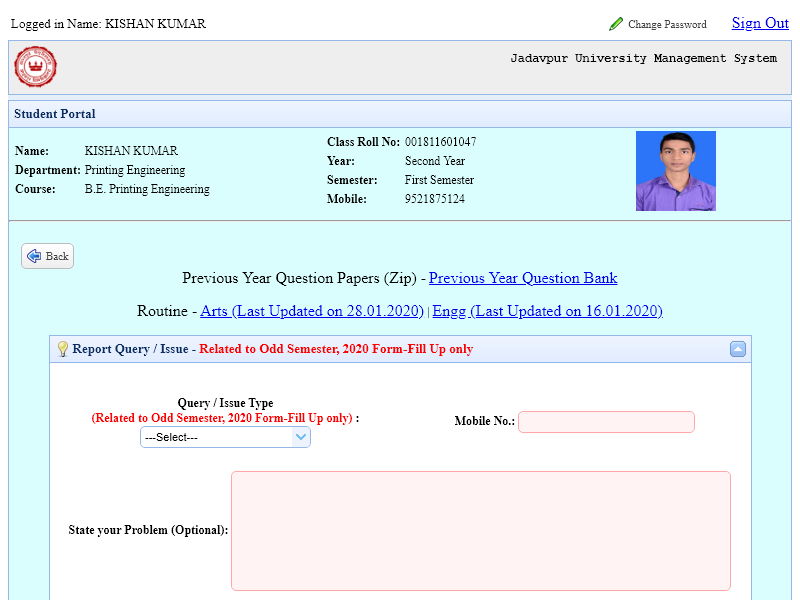 Logged in Name: KISHAN KUMAR
Change Password
Sign Out
Jadavpur University Management System
Student Portal
Name: KISHAN KUMAR
Department: Printing Engineering
Course: B.E. Printing Engineering
Class Roll No: 001811601047
Year: Second Year
Semester: First Semester
Mobile: 9521875124
Back
Previous Year Question Papers (Zip) - Previous Year Question Bank
Routine - Arts (Last Updated on 28.01.2020) | Engg (Last Updated on 16.01.2020)
Report Query / Issue - Related to Odd Semester, 2020 Form-Fill Up only
Query / Issue Type
(Related to Odd Semester, 2020 Form-Fill Up only) :
---Select---
Mobile No.:
State your Problem (Optional):